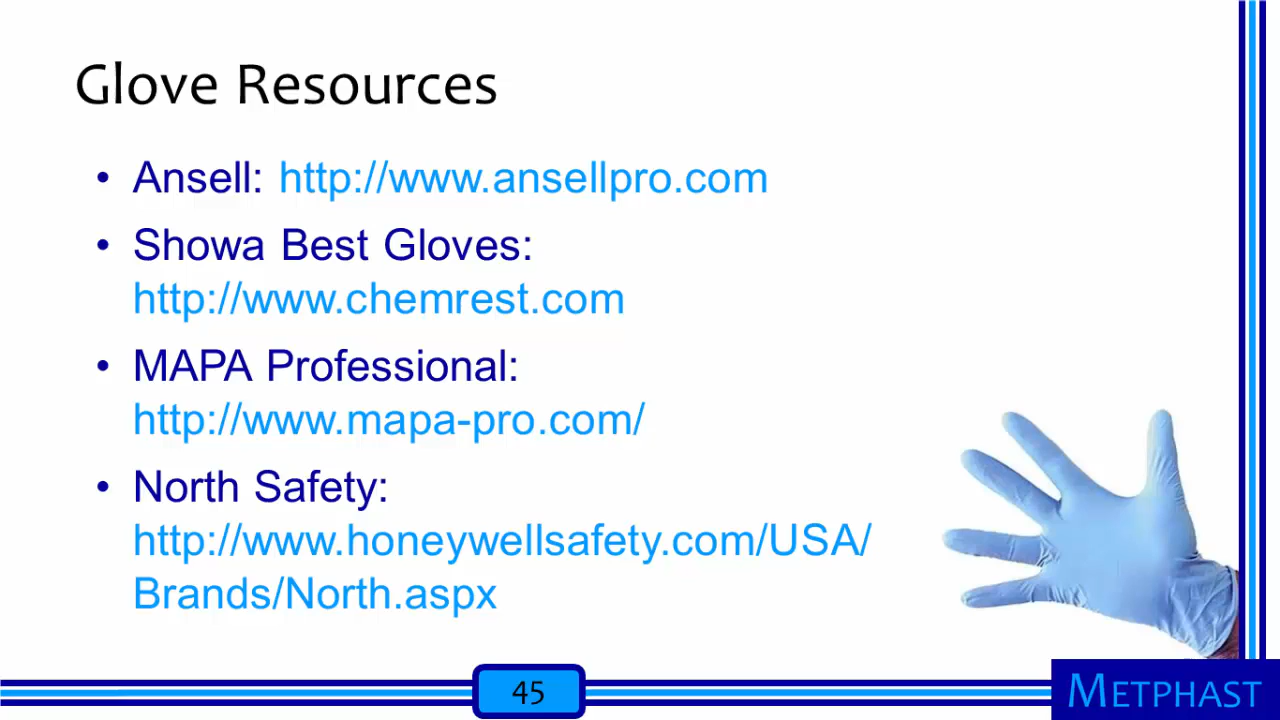 Glove Resources
• Ansell: http://www.ansellpro.com
• Showa Best Gloves:
http://www.chemrest.com
• MAPA Professional:
http://www.mapa-pro.com/
• North Safety:
http://www.honeywellsafety.com/USA/
Brands/North.aspx
45
METPHAST